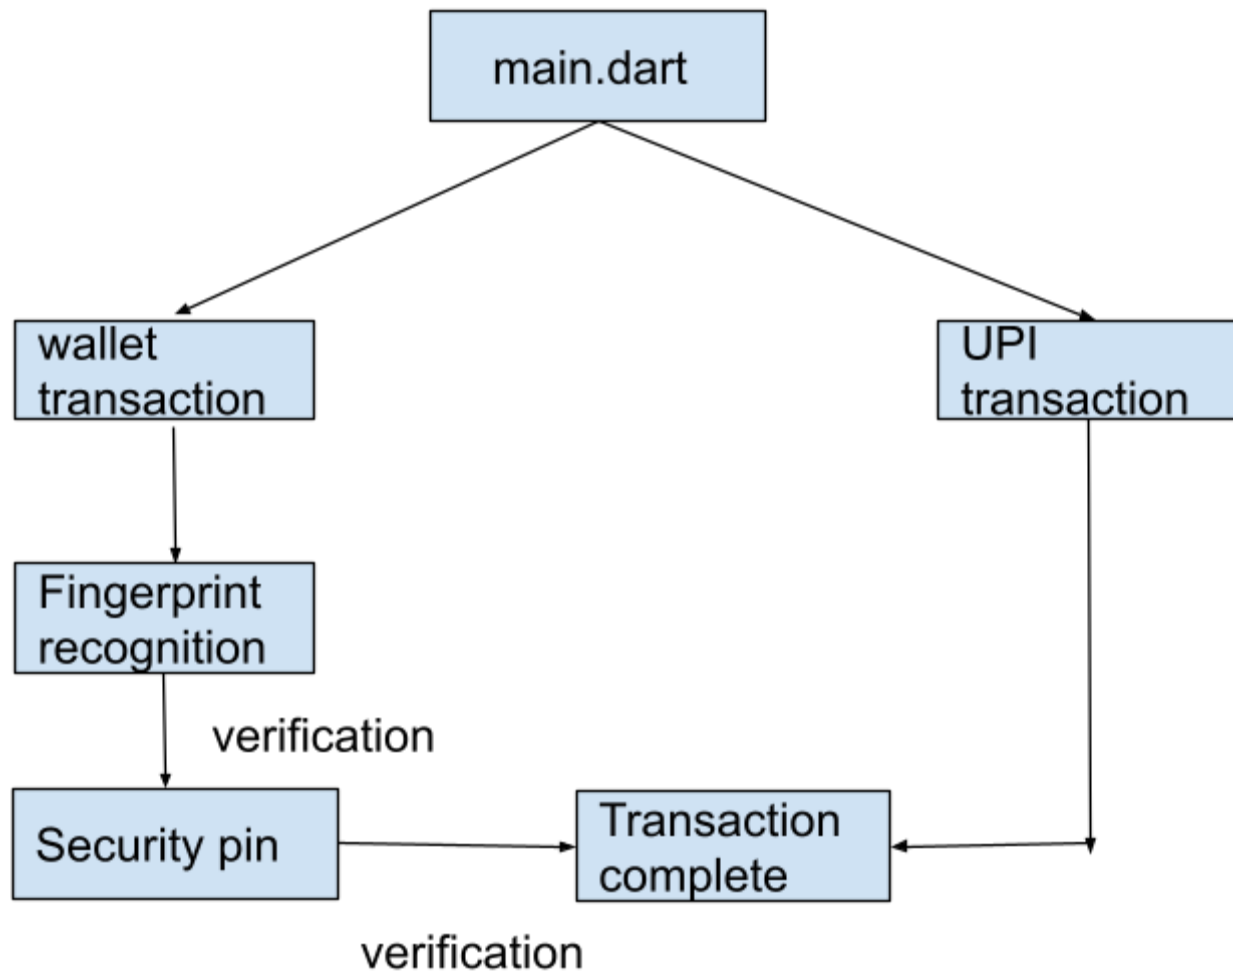 main.dart
wallet
transaction
UPI
transaction
Fingerprint
recognition
verification
Security pin
Transaction
complete
verification